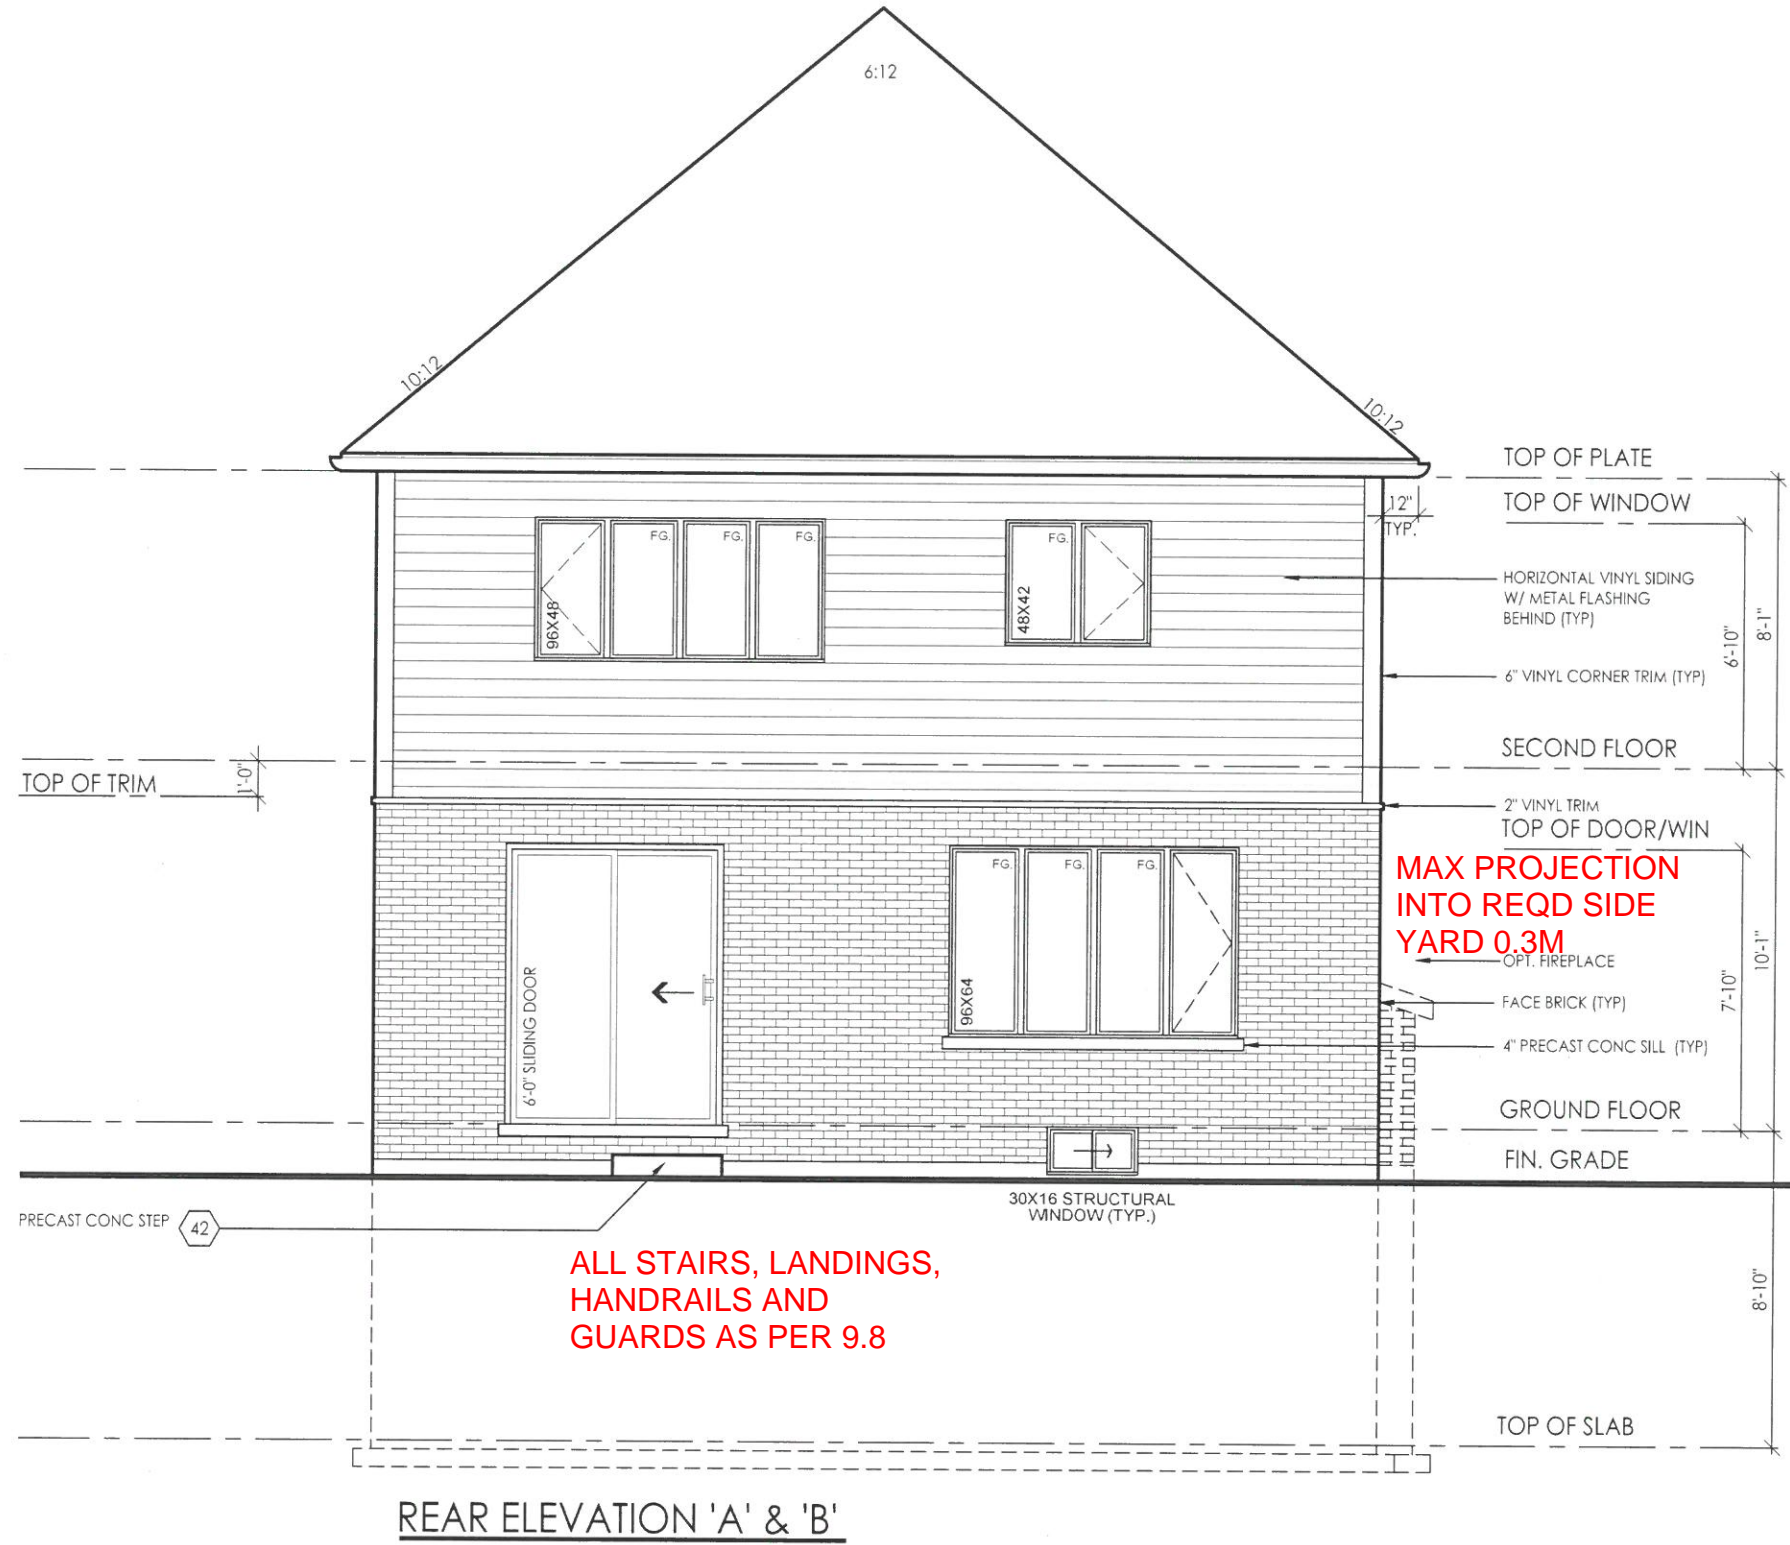 6:12
10:12
10:12
TOP OF PLATE
12"
TYP.
TOP OF WINDOW
FG.
FG.
FG.
96X48
FG.
48X42
HORIZONTAL VINYL SIDING
W/ METAL FLASHING
BEHIND (TYP)
6'-10"
8'-1"
6" VINYL CORNER TRIM (TYP)
SECOND FLOOR
TOP OF TRIM
1'-0"
2" VINYL TRIM
TOP OF DOOR/WIN
MAX PROJECTION
INTO REQD SIDE
YARD 0.3M
FG.
FG.
FG.
96X64
6'-0" SLIDING DOOR
OPT. FIREPLACE
FACE BRICK (TYP)
4" PRECAST CONC SILL (TYP)
7'-10"
10'-1"
GROUND FLOOR
FIN. GRADE
PRECAST CONC STEP
42
30X16 STRUCTURAL
WINDOW (TYP.)
ALL STAIRS, LANDINGS,
HANDRAILS AND
GUARDS AS PER 9.8
8'-10"
TOP OF SLAB
REAR ELEVATION 'A' & 'B'